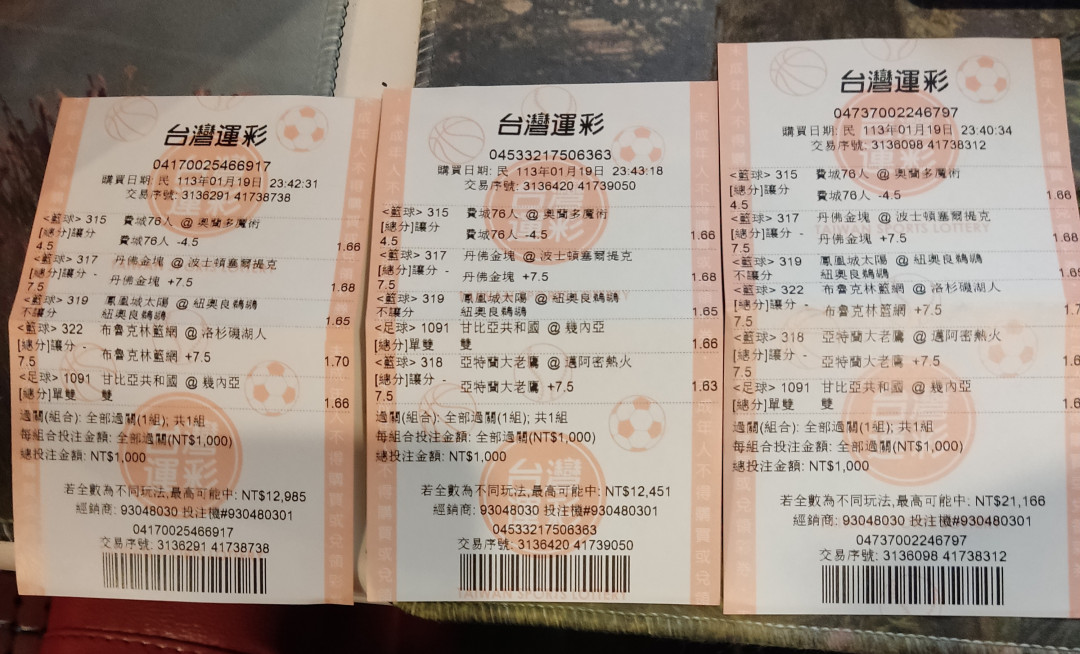 台灣運彩
04170025466917
購買日期: 民 113年01月19日 23:42:31
交易序號: 3136291 41738738
<籃球> 315 費城76人 @ 奧蘭多魔術
[總分]讓分 費城76人 -4.5
4.5 1.66
<籃球> 317 丹佛金塊 @ 波士頓塞爾提克
[總分]讓分 - 丹佛金塊 +7.5
7.5 1.68
<籃球> 319 鳳凰城太陽 @ 紐奧良鵜鶘
不讓分 紐奧良鵜鶘 1.65
<籃球> 322 布魯克林籃網 @ 洛杉磯湖人
[總分]讓分 - 布魯克林籃網 +7.5
7.5 1.70
<足球> 1091 甘比亞共和國 @ 幾內亞
[總分]單雙 雙 1.66
過關(組合): 全部過關(1組); 共1組
每組合投注金額: 全部過關(NT$1,000)
總投注金額: NT$1,000
若全數為不同玩法,最高可能中: NT$12,985
經銷商: 93048030 投注機#930480301
04170025466917
交易序號: 3136291 41738738
台灣運彩
04533217506363
購買日期: 民 113年01月19日 23:43:18
交易序號: 3136420 41739050
<籃球> 315 費城76人 @ 奧蘭多魔術
[總分]讓分 費城76人 -4.5
4.5 1.66
<籃球> 317 丹佛金塊 @ 波士頓塞爾提克
[總分]讓分 - 丹佛金塊 +7.5
7.5 1.68
<籃球> 319 鳳凰城太陽 @ 紐奧良鵜鶘
不讓分 紐奧良鵜鶘 1.65
<足球> 1091 甘比亞共和國 @ 幾內亞
[總分]單雙 雙 1.66
<籃球> 318 亞特蘭大老鷹 @ 邁阿密熱火
[總分]讓分 - 亞特蘭大老鷹 +7.5
7.5 1.63
過關(組合): 全部過關(1組); 共1組
每組合投注金額: 全部過關(NT$1,000)
總投注金額: NT$1,000
若全數為不同玩法,最高可能中: NT$12,451
經銷商: 93048030 投注機#930480301
04533217506363
交易序號: 3136420 41739050
TAIWAN SPORTS LOTTERY
台灣運彩
04737002246797
購買日期: 民 113年01月19日 23:40:34
交易序號: 3136098 41738312
<籃球> 315 費城76人 @ 奧蘭多魔術
[總分]讓分 費城76人 -4.5
4.5 1.66
<籃球> 317 丹佛金塊 @ 波士頓塞爾提克
[總分]讓分 - 丹佛金塊 +7.5
7.5 1.68
TAIWAN SPORTS LOTTERY
<籃球> 319 鳳凰城太陽 @ 紐奧良鵜鶘
不讓分 紐奧良鵜鶘
<籃球> 322 布魯克林籃網 @ 洛杉磯湖人
[總分]讓分 - 布魯克林籃網 +7.5
7.5
<籃球> 318 亞特蘭大老鷹 @ 邁阿密熱火
[總分]讓分 - 亞特蘭大老鷹 +7.5
7.5
<足球> 1091 甘比亞共和國 @ 幾內亞
[總分]單雙 雙
過關(組合): 全部過關(1組); 共1組
每組合投注金額: 全部過關(NT$1,000)
總投注金額: NT$1,000
若全數為不同玩法,最高可能中: NT$21,166
經銷商: 93048030 投注機#930480301
04737002246797
交易序號: 3136098 41738312